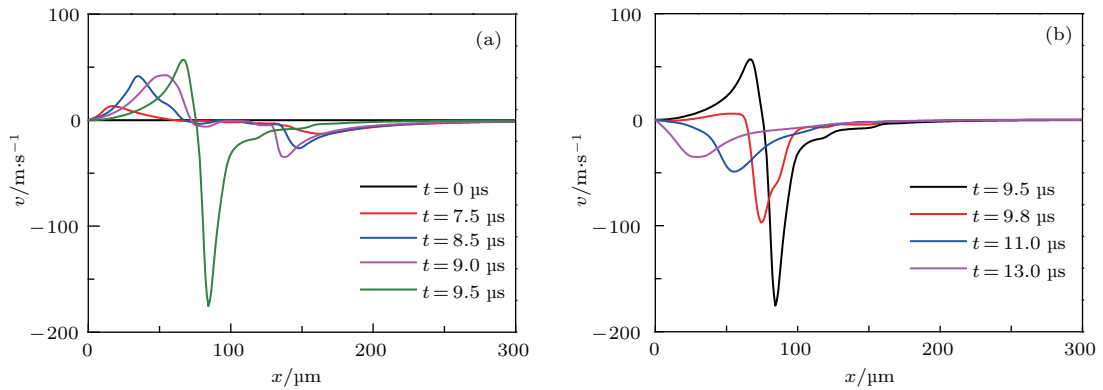 100
(a)
0
v/m·s⁻¹
−100
−200
t = 0 µs
t = 7.5 µs
t = 8.5 µs
t = 9.0 µs
t = 9.5 µs
0
100
200
300
x/µm
100
(b)
0
v/m·s⁻¹
−100
−200
t = 9.5 µs
t = 9.8 µs
t = 11.0 µs
t = 13.0 µs
0
100
200
300
x/µm